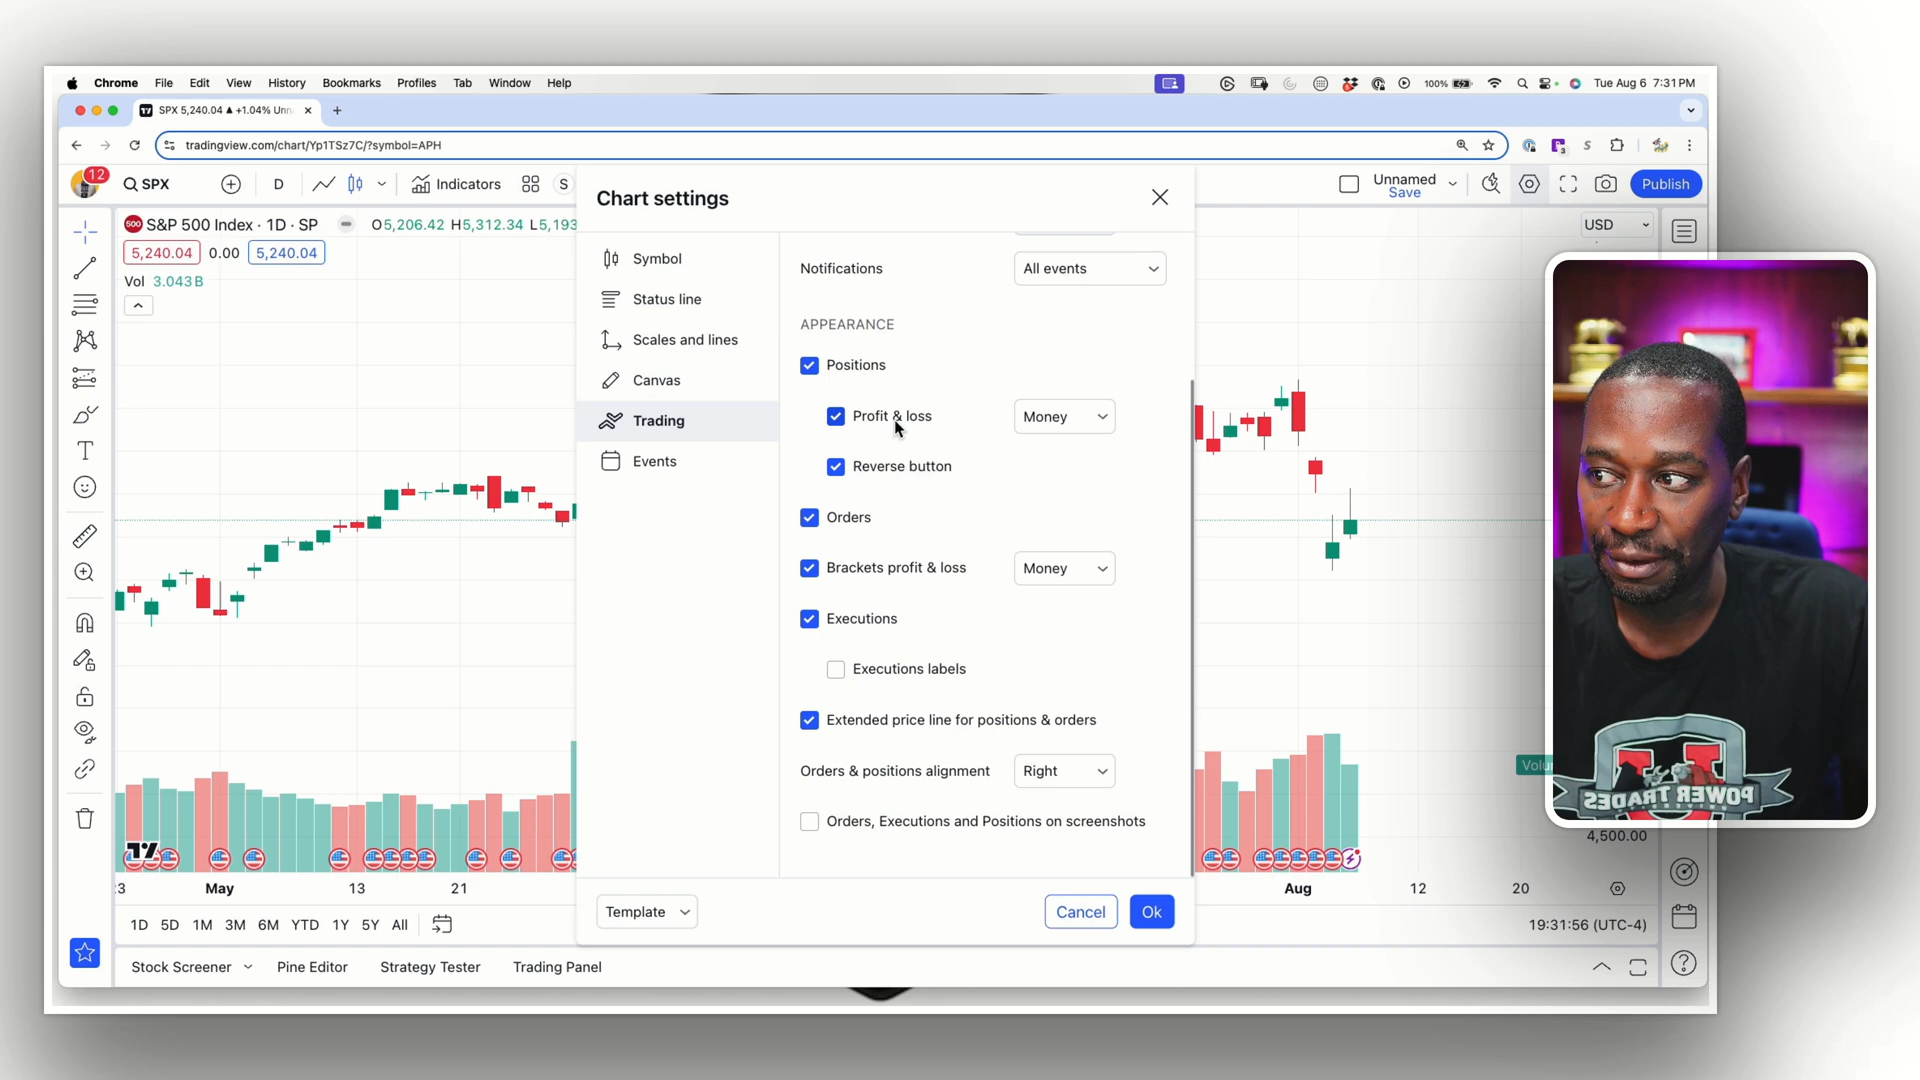 Chrome File Edit View History Bookmarks Profiles Tab Window Help
100% Tue Aug 6 7:31 PM
SPX 5,240.04 ▲ +1.04% Unn
tradingview.com/chart/Yp1TSz7C/?symbol=APH
3
12
SPX D Indicators S
Unnamed
Save
Publish
S&P 500 Index · 1D · SP O5,206.42 H5,312.34 L5,193
5,240.04 0.00 5,240.04
Vol 3.043B
USD
Chart settings
Symbol
Status line
Scales and lines
Canvas
Trading
Events
Notifications All events
APPEARANCE
Positions
Profit & loss Money
Reverse button
Orders
Brackets profit & loss Money
Executions
Executions labels
Extended price line for positions & orders
Orders & positions alignment Right
Orders, Executions and Positions on screenshots
Template
Cancel Ok
Volu
4,500.00
POWER TRADES
3 May 13 21 Aug 12 20
1D 5D 1M 3M 6M YTD 1Y 5Y All
19:31:56 (UTC-4)
Stock Screener Pine Editor Strategy Tester Trading Panel